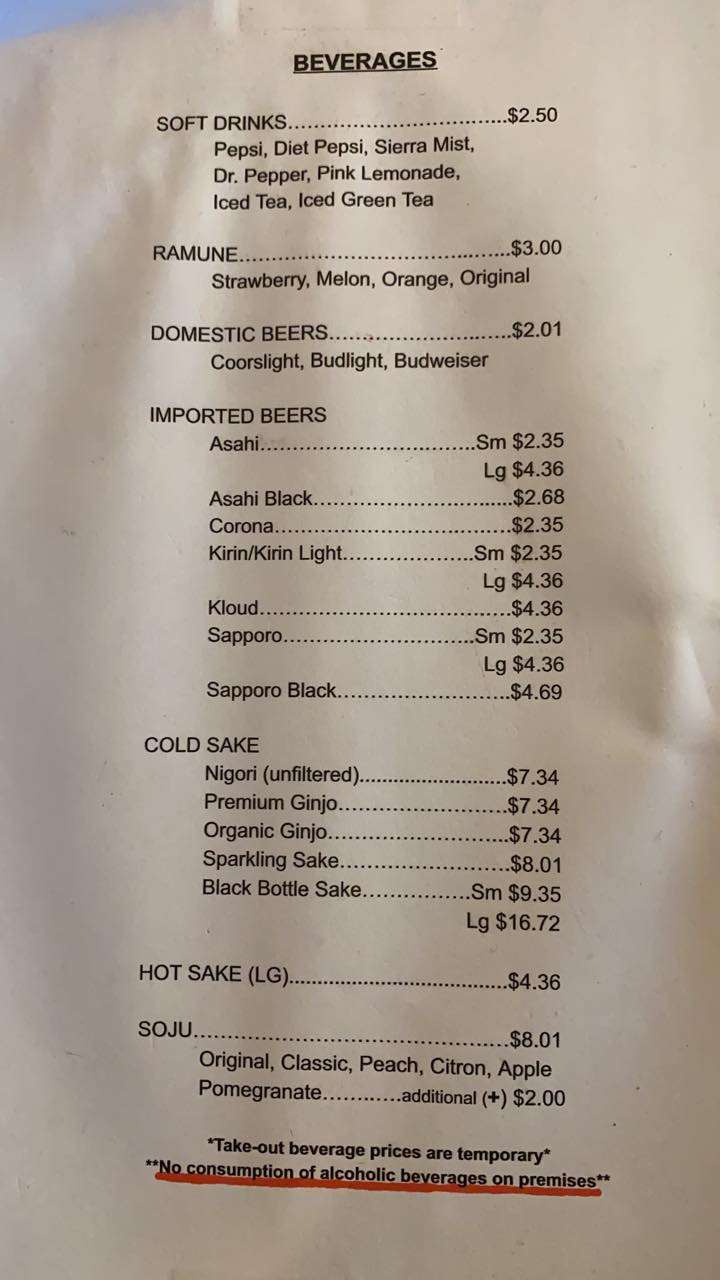 BEVERAGES
SOFT DRINKS..................................$2.50
Pepsi, Diet Pepsi, Sierra Mist,
Dr. Pepper, Pink Lemonade,
Iced Tea, Iced Green Tea
RAMUNE..........................................$3.00
Strawberry, Melon, Orange, Original
DOMESTIC BEERS............................$2.01
Coorslight, Budlight, Budweiser
IMPORTED BEERS
Asahi..................................Sm $2.35
Lg $4.36
Asahi Black...............................$2.68
Corona.....................................$2.35
Kirin/Kirin Light....................Sm $2.35
Lg $4.36
Kloud.......................................$4.36
Sapporo..............................Sm $2.35
Lg $4.36
Sapporo Black...........................$4.69
COLD SAKE
Nigori (unfiltered)..........................$7.34
Premium Ginjo..........................$7.34
Organic Ginjo............................$7.34
Sparkling Sake..........................$8.01
Black Bottle Sake................Sm $9.35
Lg $16.72
HOT SAKE (LG)......................................$4.36
SOJU.................................................$8.01
Original, Classic, Peach, Citron, Apple
Pomegranate............additional (+) $2.00
*Take-out beverage prices are temporary*
**No consumption of alcoholic beverages on premises**